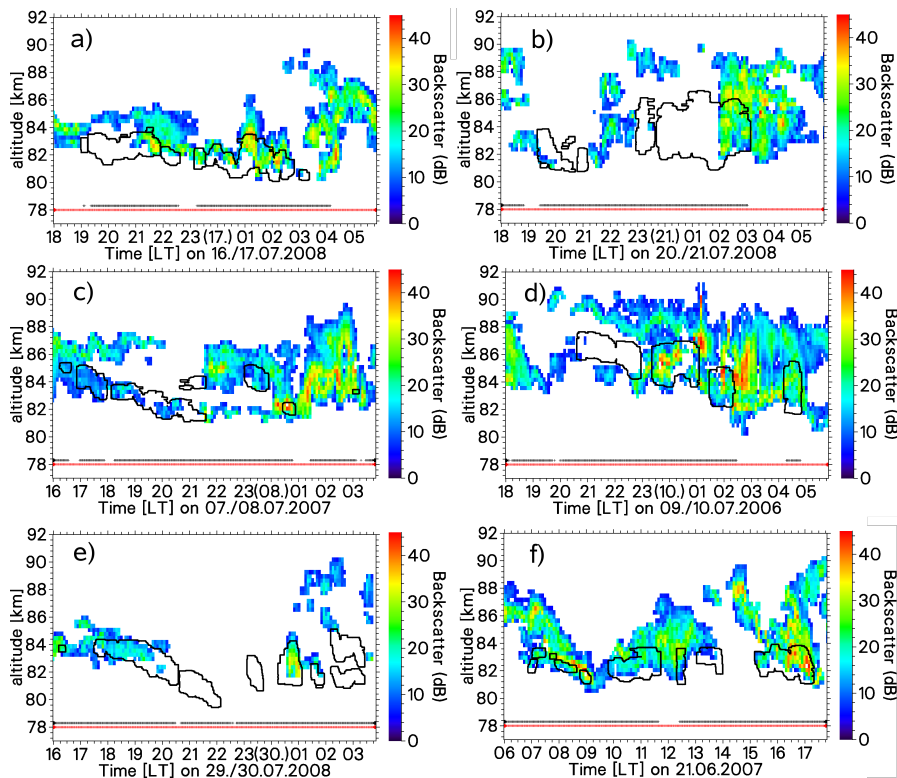 a)
92
90
88
86
84
82
80
78
altitude [km]
18 19 20 21 22 23(17.) 01 02 03 04 05
Time [LT] on 16./17.07.2008
40
30
20
10
0
Backscatter (dB)
b)
92
90
88
86
84
82
80
78
altitude [km]
18 19 20 21 22 23(21.) 01 02 03 04 05
Time [LT] on 20./21.07.2008
40
30
20
10
0
Backscatter (dB)
c)
92
90
88
86
84
82
80
78
altitude [km]
16 17 18 19 20 21 22 23(08.)01 02 03
Time [LT] on 07./08.07.2007
40
30
20
10
0
Backscatter (dB)
d)
92
90
88
86
84
82
80
78
altitude [km]
18 19 20 21 22 23(10.) 01 02 03 04 05
Time [LT] on 09./10.07.2006
40
30
20
10
0
Backscatter (dB)
e)
92
90
88
86
84
82
80
78
altitude [km]
16 17 18 19 20 21 22 23(30.) 01 02 03
Time [LT] on 29./30.07.2008
40
30
20
10
0
Backscatter (dB)
f)
92
90
88
86
84
82
80
78
altitude [km]
06 07 08 09 10 11 12 13 14 15 16 17
Time [LT] on 21.06.2007
40
30
20
10
0
Backscatter (dB)